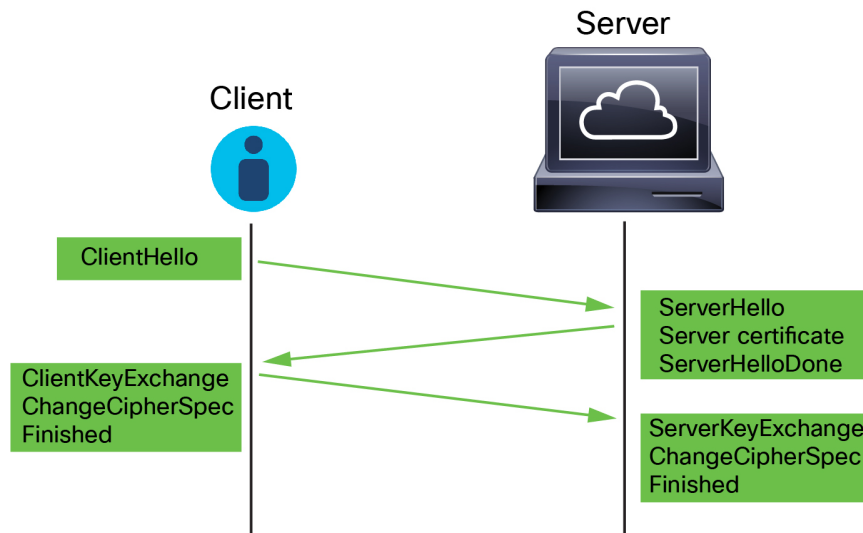 Server
Client
ClientHello
ServerHello
Server certificate
ServerHelloDone
ClientKeyExchange
ChangeCipherSpec
Finished
ServerKeyExchange
ChangeCipherSpec
Finished